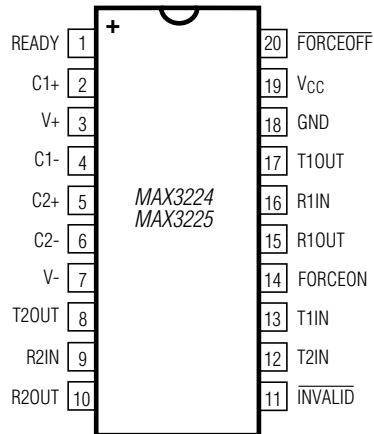 +
READY 1 20 F̅O̅R̅C̅E̅O̅F̅F̅
C1+ 2 19 VCC
V+ 3 18 GND
C1- 4 17 T1OUT
C2+ 5 MAX3224 16 R1IN
MAX3225
C2- 6 15 R1OUT
V- 7 14 FORCEON
T2OUT 8 13 T1IN
R2IN 9 12 T2IN
R2OUT 10 11 I̅N̅V̅A̅L̅I̅D̅